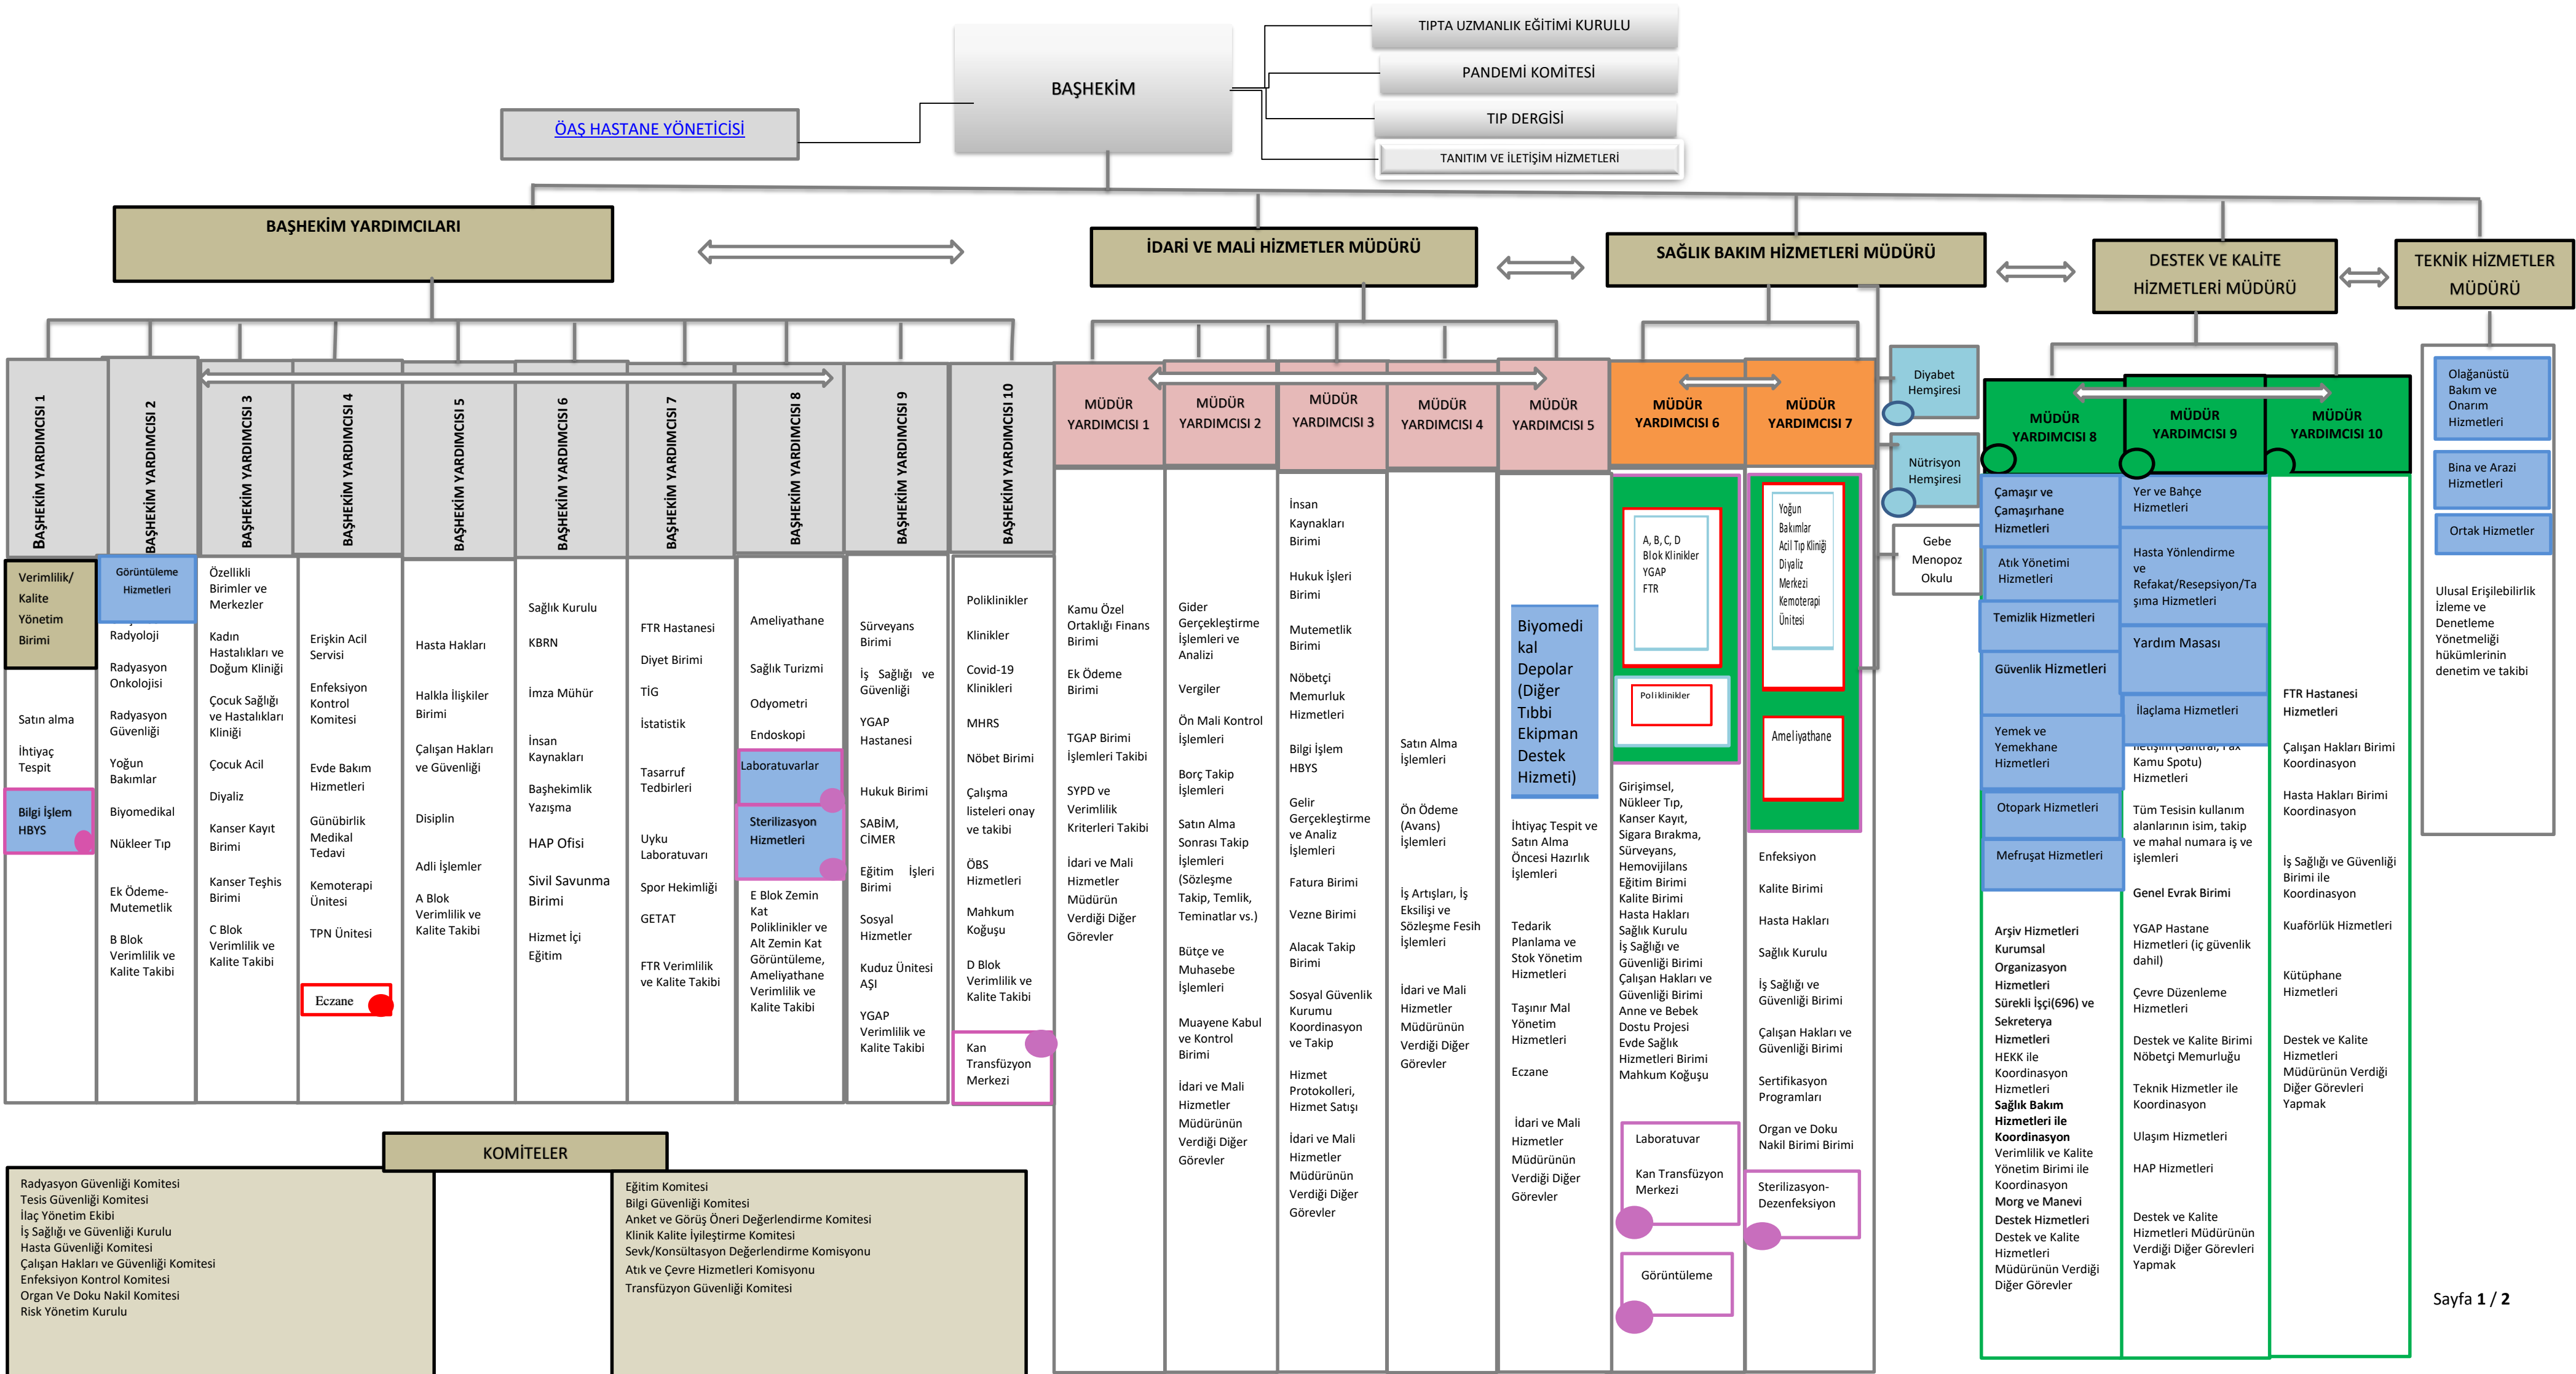 TIPTA UZMANLIK EĞİTİMİ KURULU
BAŞHEKİM
PANDEMİ KOMİTESİ
TIP DERGİSİ
TANITIM VE İLETİŞİM HİZMETLERİ
ÖAŞ HASTANE YÖNETİCİSİ
BAŞHEKİM YARDIMCILARI
İDARİ VE MALİ HİZMETLER MÜDÜRÜ
SAĞLIK BAKIM HİZMETLERİ MÜDÜRÜ
DESTEK VE KALİTE
HİZMETLERİ MÜDÜRÜ
TEKNİK HİZMETLER
MÜDÜRÜ
BAŞHEKİM YARDIMCISI 1
Verimlilik/
Kalite
Yönetim
Birimi
Satın alma
İhtiyaç
Tespit
Bilgi İşlem
HBYS
BAŞHEKİM YARDIMCISI 2
Görüntüleme
Hizmetleri
Radyoloji
Radyasyon
Onkolojisi
Radyasyon
Güvenliği
Yoğun
Bakımlar
Biyomedikal
Nükleer Tıp
Ek Ödeme-
Mutemetlik
B Blok
Verimlilik ve
Kalite Takibi
BAŞHEKİM YARDIMCISI 3
Özellikli
Birimler ve
Merkezler
Kadın
Hastalıkları ve
Doğum Kliniği
Çocuk Sağlığı
ve Hastalıkları
Kliniği
Çocuk Acil
Diyaliz
Kanser Kayıt
Birimi
Kanser Teşhis
Birimi
C Blok
Verimlilik ve
Kalite Takibi
BAŞHEKİM YARDIMCISI 4
Erişkin Acil
Servisi
Enfeksiyon
Kontrol
Komitesi
Evde Bakım
Hizmetleri
Günübirlik
Medikal
Tedavi
Kemoterapi
Ünitesi
TPN Ünitesi
Eczane
BAŞHEKİM YARDIMCISI 5
Hasta Hakları
Halkla İlişkiler
Birimi
Çalışan Hakları
ve Güvenliği
Disiplin
Adli İşlemler
A Blok
Verimlilik ve
Kalite Takibi
BAŞHEKİM YARDIMCISI 6
Sağlık Kurulu
KBRN
İmza Mühür
İnsan
Kaynakları
Başhekimlik
Yazışma
HAP Ofisi
Sivil Savunma
Birimi
Hizmet İçi
Eğitim
BAŞHEKİM YARDIMCISI 7
FTR Hastanesi
Diyet Birimi
TİG
İstatistik
Tasarruf
Tedbirleri
Uyku
Laboratuvarı
Spor Hekimliği
GETAT
FTR Verimlilik
ve Kalite Takibi
BAŞHEKİM YARDIMCISI 8
Ameliyathane
Sağlık Turizmi
Odyometri
Endoskopi
Laboratuvarlar
Sterilizasyon
Hizmetleri
E Blok Zemin
Kat
Poliklinikler ve
Alt Zemin Kat
Görüntüleme,
Ameliyathane
Verimlilik ve
Kalite Takibi
BAŞHEKİM YARDIMCISI 9
Sürveyans
Birimi
İş Sağlığı ve
Güvenliği
YGAP
Hastanesi
Hukuk Birimi
SABİM,
CİMER
Eğitim İşleri
Birimi
Sosyal
Hizmetler
Kuduz Ünitesi
AŞI
YGAP
Verimlilik ve
Kalite Takibi
BAŞHEKİM YARDIMCISI 10
Poliklinikler
Klinikler
Covid-19
Klinikleri
MHRS
Nöbet Birimi
Çalışma
listeleri onay
ve takibi
ÖBS
Hizmetleri
Mahkum
Koğuşu
D Blok
Verimlilik ve
Kalite Takibi
Kan
Transfüzyon
Merkezi
MÜDÜR
YARDIMCISI 1
Kamu Özel
Ortaklığı Finans
Birimi
Ek Ödeme
Birimi
TGAP Birimi
İşlemleri Takibi
SYPD ve
Verimlilik
Kriterleri Takibi
İdari ve Mali
Hizmetler
Müdürün
Verdiği Diğer
Görevler
MÜDÜR
YARDIMCISI 2
Gider
Gerçekleştirme
İşlemleri ve
Analizi
Vergiler
Ön Mali Kontrol
İşlemleri
Borç Takip
İşlemleri
Satın Alma
Sonrası Takip
İşlemleri
(Sözleşme
Takip, Temlik,
Teminatlar vs.)
Bütçe ve
Muhasebe
İşlemleri
Muayene Kabul
ve Kontrol
Birimi
İdari ve Mali
Hizmetler
Müdürünün
Verdiği Diğer
Görevler
MÜDÜR
YARDIMCISI 3
İnsan
Kaynakları
Birimi
Hukuk İşleri
Birimi
Mutemetlik
Birimi
Nöbetçi
Memurluk
Hizmetleri
Bilgi İşlem
HBYS
Gelir
Gerçekleştirme
ve Analiz
İşlemleri
Fatura Birimi
Vezne Birimi
Alacak Takip
Birimi
Sosyal Güvenlik
Kurumu
Koordinasyon
ve Takip
Hizmet
Protokolleri,
Hizmet Satışı
İdari ve Mali
Hizmetler
Müdürünün
Verdiği Diğer
Görevler
MÜDÜR
YARDIMCISI 4
Satın Alma
İşlemleri
Ön Ödeme
(Avans)
İşlemleri
İş Artışları, İş
Eksilişi ve
Sözleşme Fesih
İşlemleri
İdari ve Mali
Hizmetler
Müdürünün
Verdiği Diğer
Görevler
MÜDÜR
YARDIMCISI 5
Biyomedi
kal
Depolar
(Diğer
Tıbbi
Ekipman
Destek
Hizmeti)
İhtiyaç Tespit ve
Satın Alma
Öncesi Hazırlık
İşlemleri
Tedarik
Planlama ve
Stok Yönetim
Hizmetleri
Taşınır Mal
Yönetim
Hizmetleri
Eczane
İdari ve Mali
Hizmetler
Müdürünün
Verdiği Diğer
Görevler
MÜDÜR
YARDIMCISI 6
A, B, C, D
Blok Klinikler
YGAP
FTR
Poliklinikler
Girişimsel,
Nükleer Tıp,
Kanser Kayıt,
Sigara Bırakma,
Sürveyans,
Hemovijilans
Eğitim Birimi
Kalite Birimi
Hasta Hakları
Sağlık Kurulu
İş Sağlığı ve
Güvenliği Birimi
Çalışan Hakları ve
Güvenliği Birimi
Anne ve Bebek
Dostu Projesi
Evde Sağlık
Hizmetleri Birimi
Mahkum Koğuşu
Laboratuvar
Kan Transfüzyon
Merkezi
Görüntüleme
MÜDÜR
YARDIMCISI 7
Yoğun
Bakımlar
Acil Tıp Kliniği
Diyaliz
Merkezi
Kemoterapi
Ünitesi
Ameliyathane
Enfeksiyon
Kalite Birimi
Hasta Hakları
Sağlık Kurulu
İş Sağlığı ve
Güvenliği Birimi
Çalışan Hakları ve
Güvenliği Birimi
Sertifikasyon
Programları
Organ ve Doku
Nakil Birimi Birimi
Sterilizasyon-
Dezenfeksiyon
Diyabet
Hemşiresi
Nütrisyon
Hemşiresi
Gebe
Menopoz
Okulu
MÜDÜR
YARDIMCISI 8
Çamaşır ve
Çamaşırhane
Hizmetleri
Atık Yönetimi
Hizmetleri
Temizlik Hizmetleri
Güvenlik Hizmetleri
Yemek ve
Yemekhane
Hizmetleri
Otopark Hizmetleri
Mefruşat Hizmetleri
Arşiv Hizmetleri
Kurumsal
Organizasyon
Hizmetleri
Sürekli İşçi(696) ve
Sekreterya
Hizmetleri
HEKK ile
Koordinasyon
Hizmetleri
Sağlık Bakım
Hizmetleri ile
Koordinasyon
Verimlilik ve Kalite
Yönetim Birimi ile
Koordinasyon
Morg ve Manevi
Destek Hizmetleri
Destek ve Kalite
Hizmetleri
Müdürünün Verdiği
Diğer Görevler
MÜDÜR
YARDIMCISI 9
Yer ve Bahçe
Hizmetleri
Hasta Yönlendirme
ve
Refakat/Resepsiyon/Ta
şıma Hizmetleri
Yardım Masası
İlaçlama Hizmetleri
İletişim (Santral, Fax
Kamu Spotu)
Hizmetleri
Tüm Tesisin kullanım
alanlarının isim, takip
ve mahal numara iş ve
işlemleri
Genel Evrak Birimi
YGAP Hastane
Hizmetleri (iç güvenlik
dahil)
Çevre Düzenleme
Hizmetleri
Destek ve Kalite Birimi
Nöbetçi Memurluğu
Teknik Hizmetler ile
Koordinasyon
Ulaşım Hizmetleri
HAP Hizmetleri
Destek ve Kalite
Hizmetleri Müdürünün
Verdiği Diğer Görevleri
Yapmak
MÜDÜR
YARDIMCISI 10
FTR Hastanesi
Hizmetleri
Çalışan Hakları Birimi
Koordinasyon
Hasta Hakları Birimi
Koordinasyon
İş Sağlığı ve Güvenliği
Birimi ile
Koordinasyon
Kuaförlük Hizmetleri
Kütüphane
Hizmetleri
Destek ve Kalite
Hizmetleri
Müdürünün Verdiği
Diğer Görevleri
Yapmak
Olağanüstü
Bakım ve
Onarım
Hizmetleri
Bina ve Arazi
Hizmetleri
Ortak Hizmetler
Ulusal Erişilebilirlik
İzleme ve
Denetleme
Yönetmeliği
hükümlerinin
denetim ve takibi
KOMİTELER
Radyasyon Güvenliği Komitesi
Tesis Güvenliği Komitesi
İlaç Yönetim Ekibi
İş Sağlığı ve Güvenliği Kurulu
Hasta Güvenliği Komitesi
Çalışan Hakları ve Güvenliği Komitesi
Enfeksiyon Kontrol Komitesi
Organ Ve Doku Nakil Komitesi
Risk Yönetim Kurulu
Eğitim Komitesi
Bilgi Güvenliği Komitesi
Anket ve Görüş Öneri Değerlendirme Komitesi
Klinik Kalite İyileştirme Komitesi
Sevk/Konsültasyon Değerlendirme Komisyonu
Atık ve Çevre Hizmetleri Komisyonu
Transfüzyon Güvenliği Komitesi
Sayfa 1 / 2